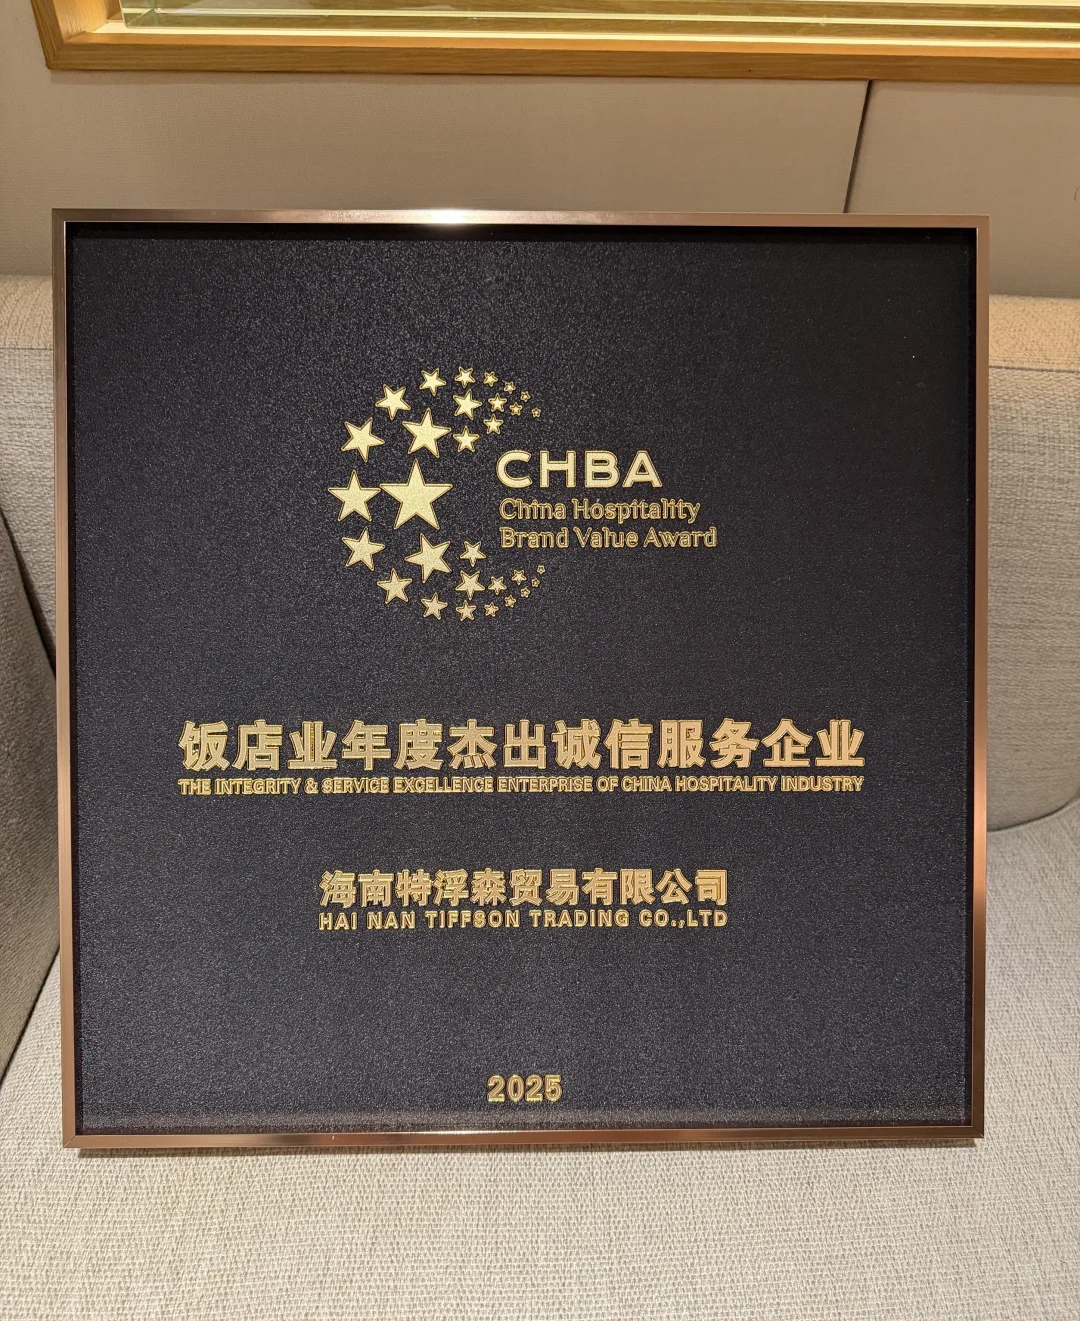 CHBA
China Hospitality
Brand Value Award
饭店业年度杰出诚信服务企业
THE INTEGRITY & SERVICE EXCELLENCE ENTERPRISE OF CHINA HOSPITALITY INDUSTRY
海南特浮森贸易有限公司
HAI NAN TIFFSON TRADING CO.,LTD
2025